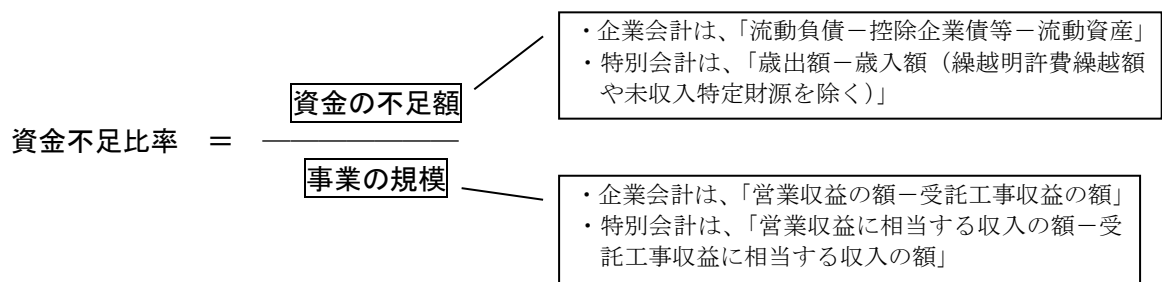 ・企業会計は、「流動負債－控除企業債等－流動資産」
・特別会計は、「歳出額－歳入額（繰越明許費繰越額
や未収入特定財源を除く）」
資金の不足額
資金不足比率 ＝
事業の規模
・企業会計は、「営業収益の額－受託工事収益の額」
・特別会計は、「営業収益に相当する収入の額－受
託工事収益に相当する収入の額」